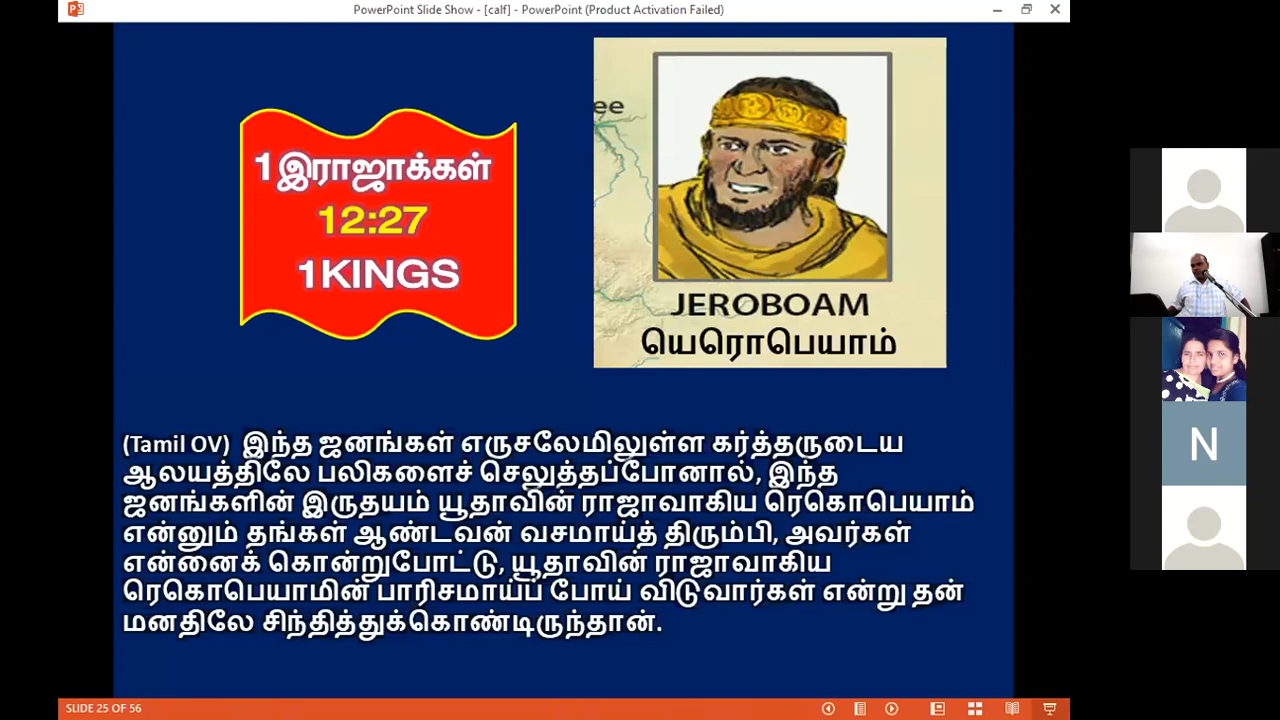 PowerPoint Slide Show - [calf] - PowerPoint (Product Activation Failed)
1இராஜாக்கள்
12:27
1KINGS
ee
JEROBOAM
யெரொபெயாம்
(Tamil OV) இந்த ஜனங்கள் எருசலேமிலுள்ள கர்த்தருடைய
ஆலயத்திலே பலிகளைச் செலுத்தப்போனால், இந்த
ஜனங்களின் இருதயம் யூதாவின் ராஜாவாகிய ரெகொபெயாம்
என்னும் தங்கள் ஆண்டவன் வசமாய்த் திரும்பி, அவர்கள்
என்னைக் கொன்றுபோட்டு, யூதாவின் ராஜாவாகிய
ரெகொபெயாமின் பாரிசமாய்ப் போய் விடுவார்கள் என்று தன்
மனதிலே சிந்தித்துக்கொண்டிருந்தான்.
N
SLIDE 25 OF 56